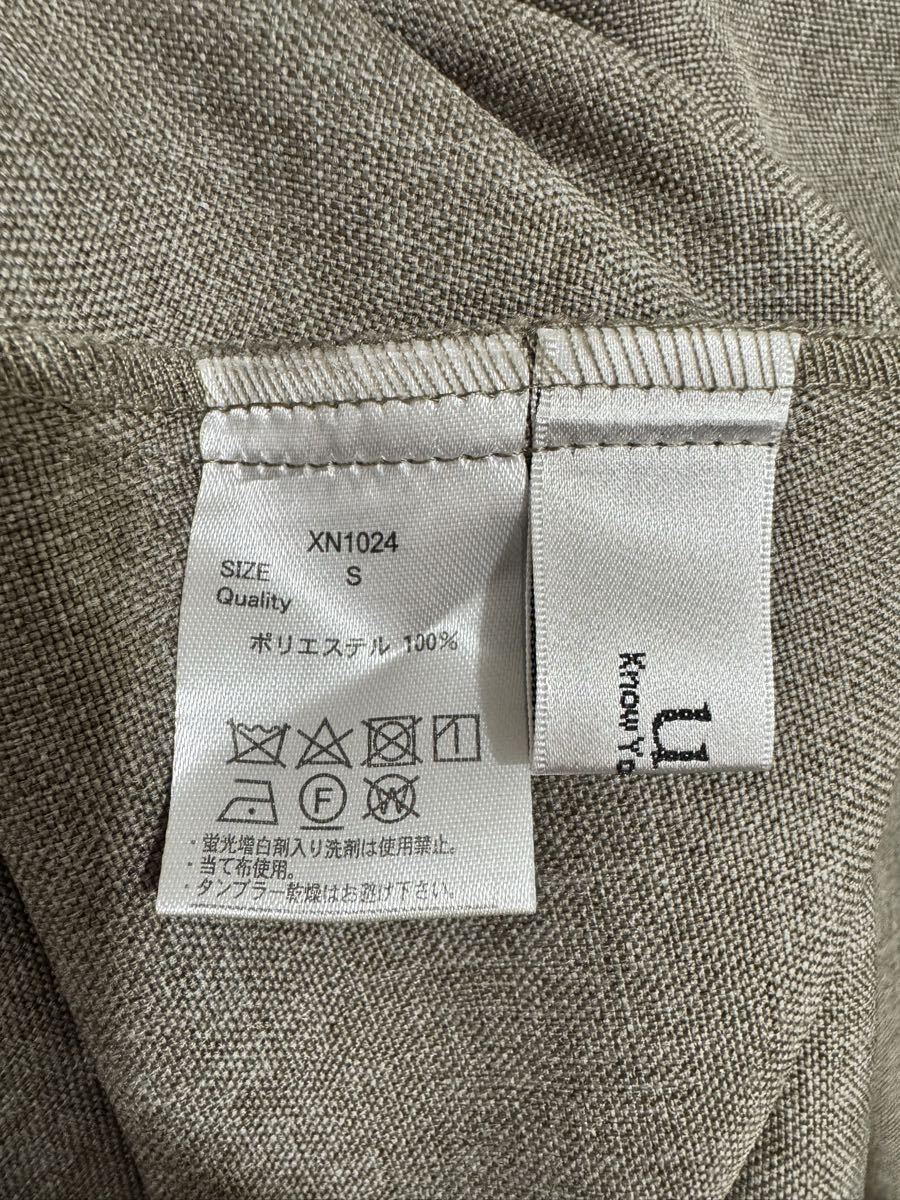 XN1024
SIZE S
Quality
ポリエステル 100%
F
W
・蛍光増白剤入り洗剤は使用禁止。
・当て布使用。
・タンブラー乾燥はお避け下さい。
un
Know Yo